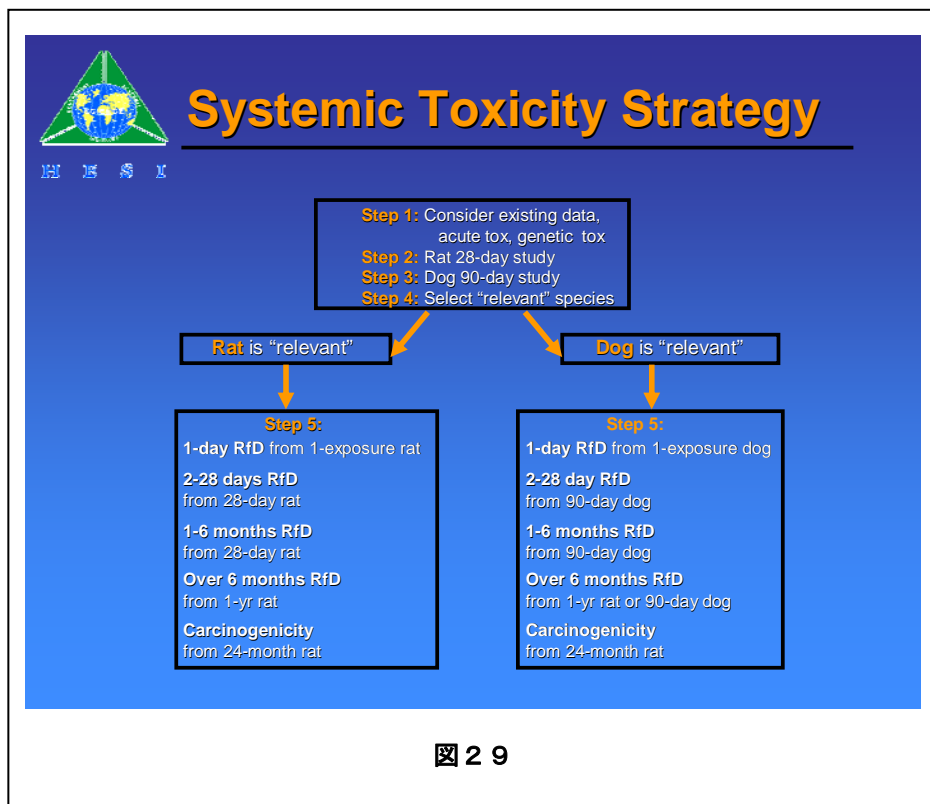 Systemic Toxicity Strategy
H E S I
Step 1: Consider existing data,
acute tox, genetic tox
Step 2: Rat 28-day study
Step 3: Dog 90-day study
Step 4: Select “relevant” species
Rat is “relevant”
Dog is “relevant”
Step 5:
1-day RfD from 1-exposure rat
2-28 days RfD
from 28-day rat
1-6 months RfD
from 28-day rat
Over 6 months RfD
from 1-yr rat
Carcinogenicity
from 24-month rat
Step 5:
1-day RfD from 1-exposure dog
2-28 day RfD
from 90-day dog
1-6 months RfD
from 90-day dog
Over 6 months RfD
from 1-yr rat or 90-day dog
Carcinogenicity
from 24-month rat
図２９